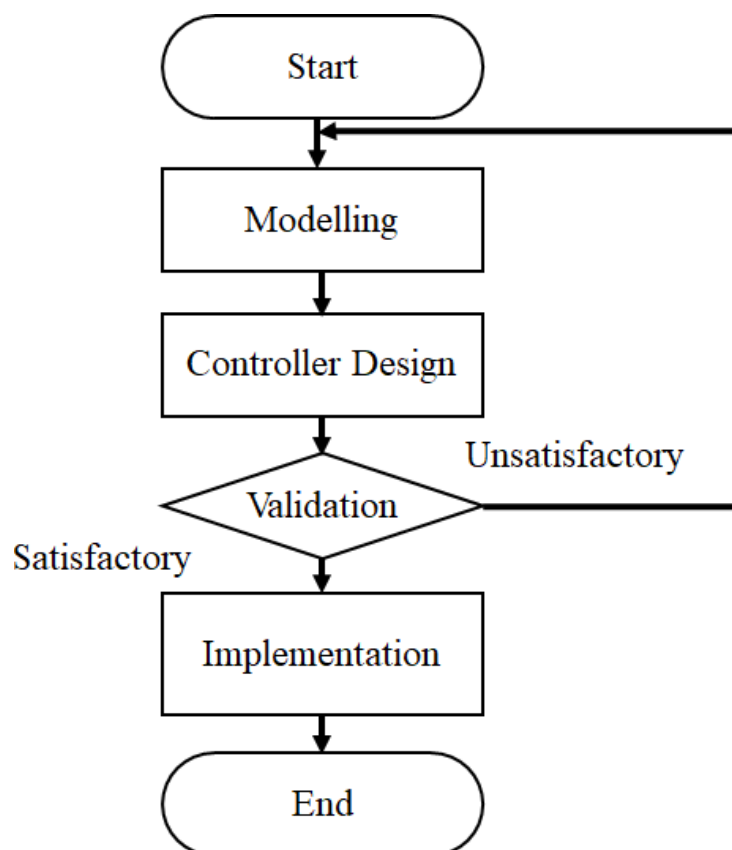 Start
Modelling
Controller Design
Unsatisfactory
Validation
Satisfactory
Implementation
End